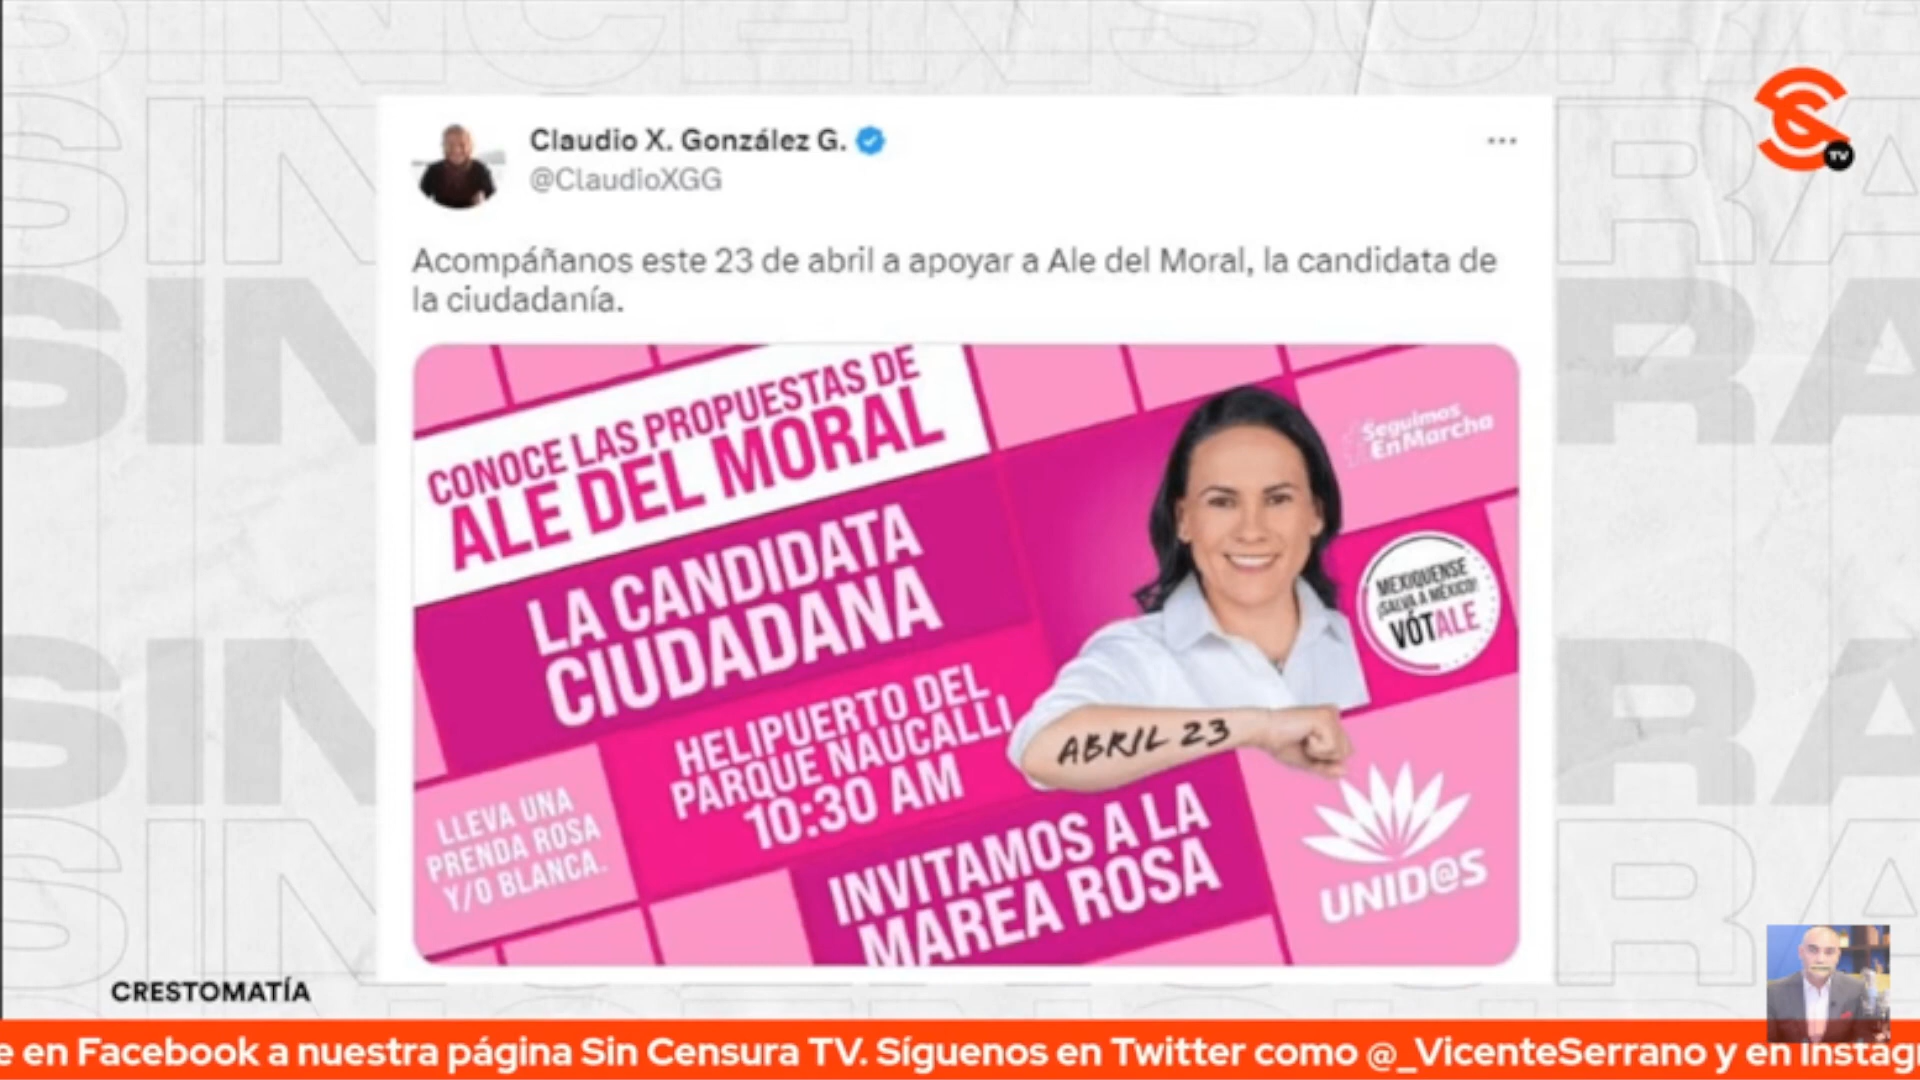 SINCENSURA
TV
Claudio X. González G.
@ClaudioXGG
Acompáñanos este 23 de abril a apoyar a Ale del Moral, la candidata de
la ciudadanía.
CONOCE LAS PROPUESTAS DE
ALE DEL MORAL
LA CANDIDATA
CIUDADANA
HELIPUERTO DEL
PARQUE NAUCALLI
10:30 AM
LLEVA UNA
PRENDA ROSA
Y/O BLANCA.
INVITAMOS A LA
MAREA ROSA
#Seguimos
EnMarcha
MEXIQUENSE
¡SALVA A MÉXICO!
VÓTALE
ABRIL 23
UNID@S
CRESTOMATÍA
e en Facebook a nuestra página Sin Censura TV. Síguenos en Twitter como @_VicenteSerrano y en Instag